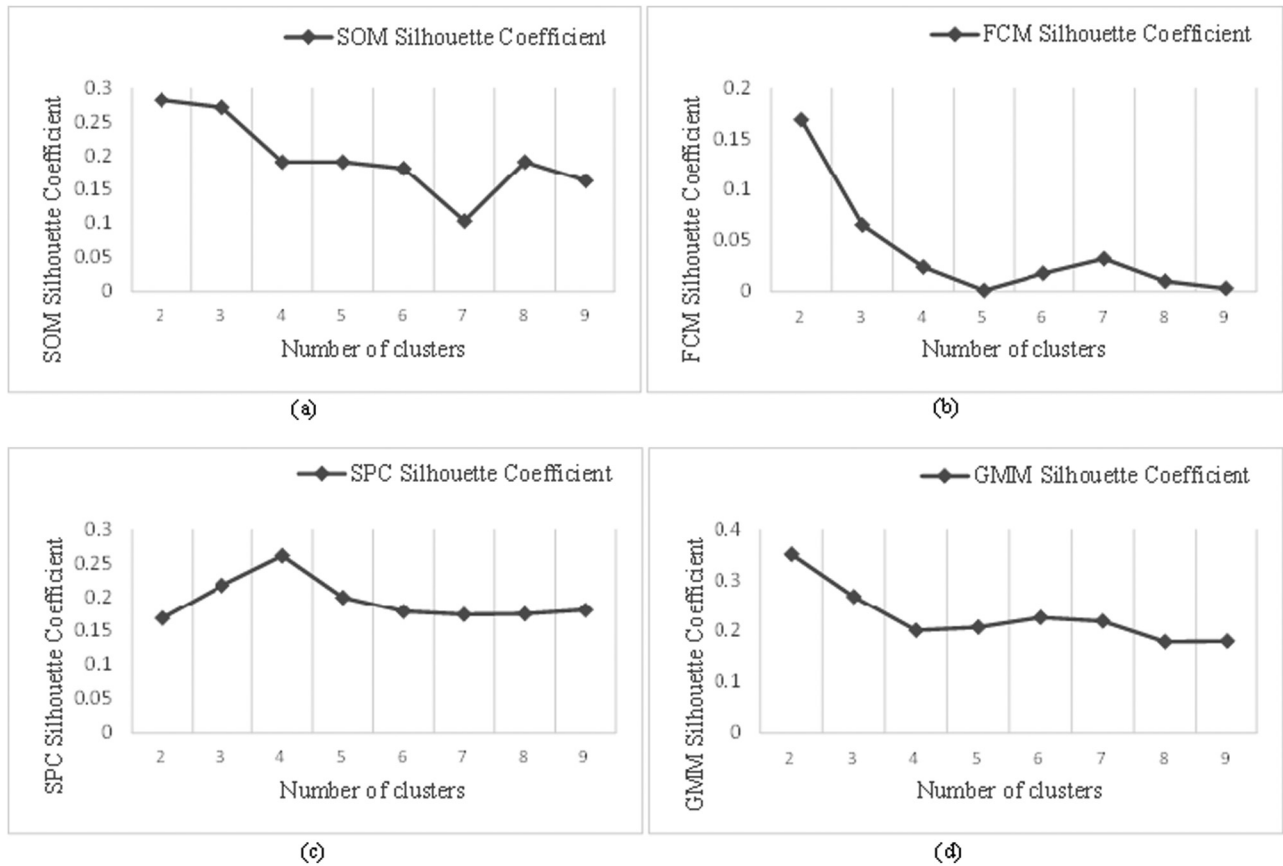 SOM Silhouette Coefficient
SOM Silhouette Coefficient
0.3
0.25
0.2
0.15
0.1
0.05
0
2 3 4 5 6 7 8 9
Number of clusters
(a)
FCM Silhouette Coefficient
FCM Silhouette Coefficient
0.2
0.15
0.1
0.05
0
2 3 4 5 6 7 8 9
Number of clusters
(b)
SPC Silhouette Coefficient
SPC Silhouette Coefficient
0.3
0.25
0.2
0.15
0.1
0.05
0
2 3 4 5 6 7 8 9
Number of clusters
(c)
GMM Silhouette Coefficient
GMM Silhouette Coefficient
0.4
0.3
0.2
0.1
0
2 3 4 5 6 7 8 9
Number of clusters
(d)